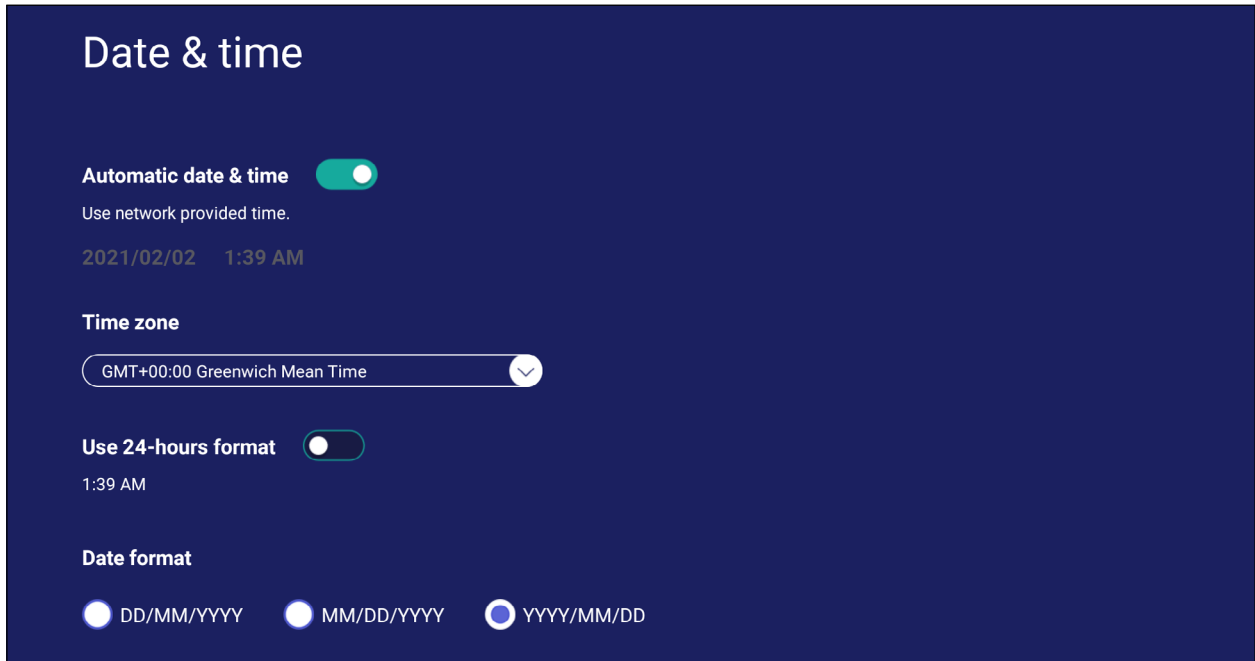 Date & time
Automatic date & time
Use network provided time.
2021/02/02 1:39 AM
Time zone
GMT+00:00 Greenwich Mean Time
Use 24-hours format
1:39 AM
Date format
DD/MM/YYYY MM/DD/YYYY YYYY/MM/DD